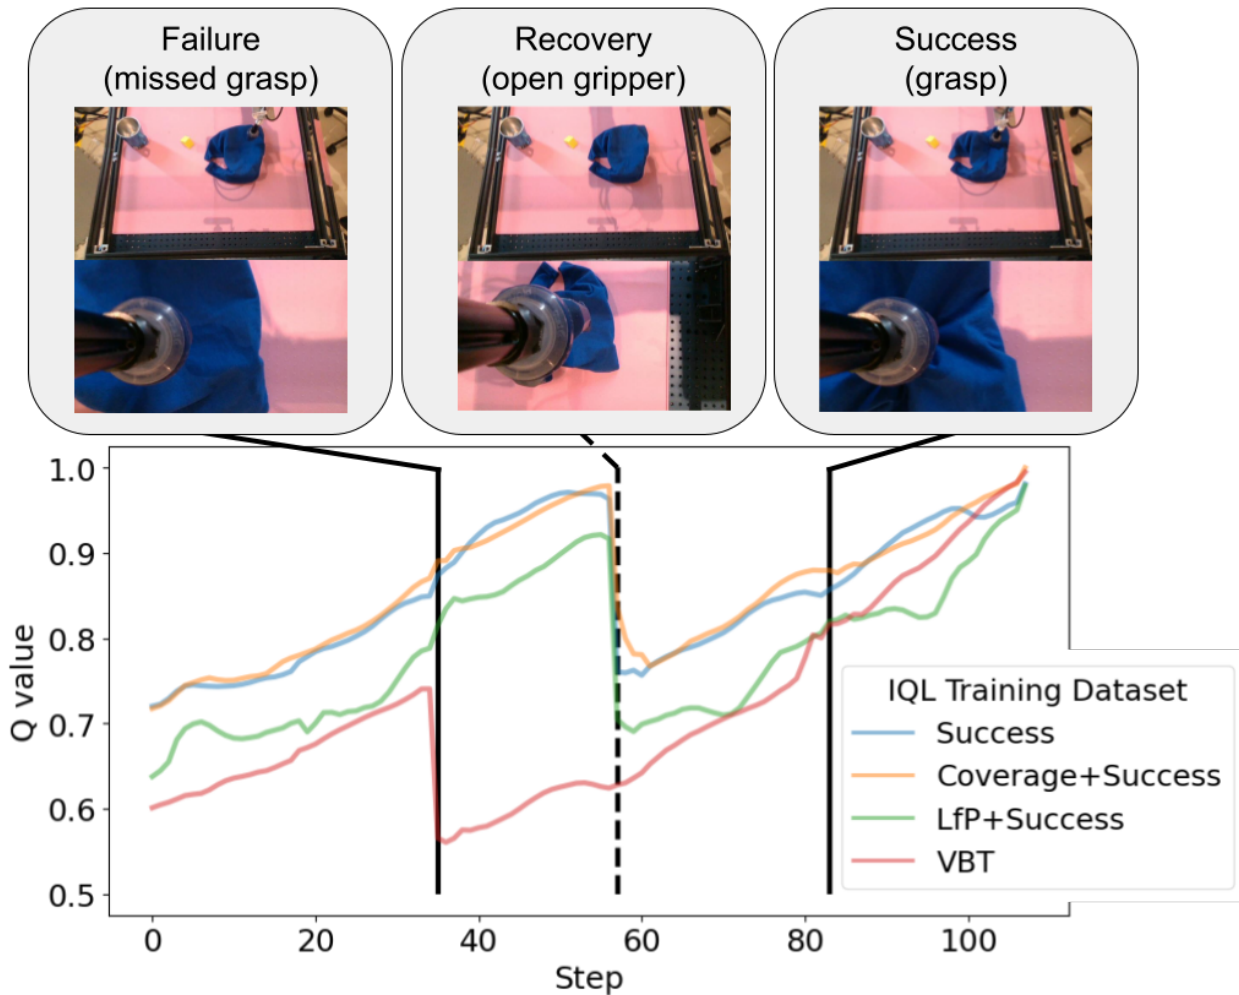 Failure
(missed grasp)
Recovery
(open gripper)
Success
(grasp)
1.0
0.9
0.8
0.7
0.6
0.5
Q value
0
20
40
60
80
100
Step
IQL Training Dataset
Success
Coverage+Success
LfP+Success
VBT